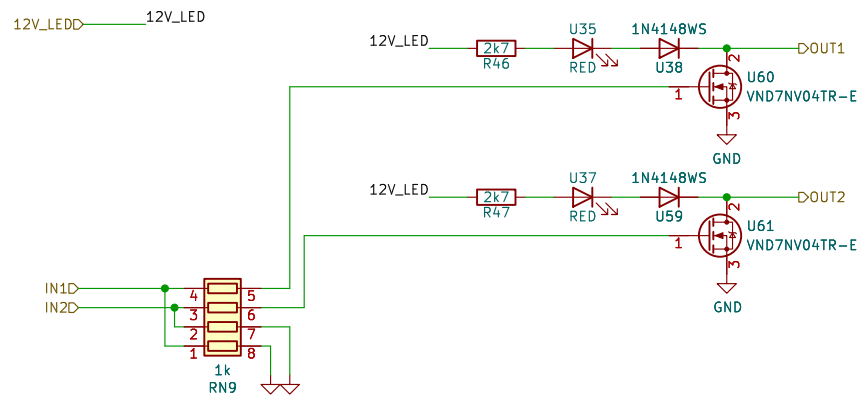 12V_LED
12V_LED
12V_LED
2k7
R46
U35
RED
1N4148WS
U38
OUT1
2
U60
VND7NV04TR-E
1
3
GND
12V_LED
2k7
R47
U37
RED
1N4148WS
U59
OUT2
2
U61
VND7NV04TR-E
1
3
GND
IN1
IN2
4
5
3
6
2
7
1
8
1k
RN9